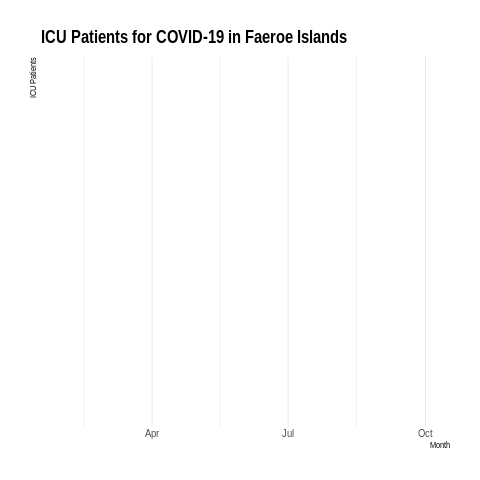 ICU Patients for COVID-19 in Faeroe Islands
ICU Patients
Apr Jul Oct
Month